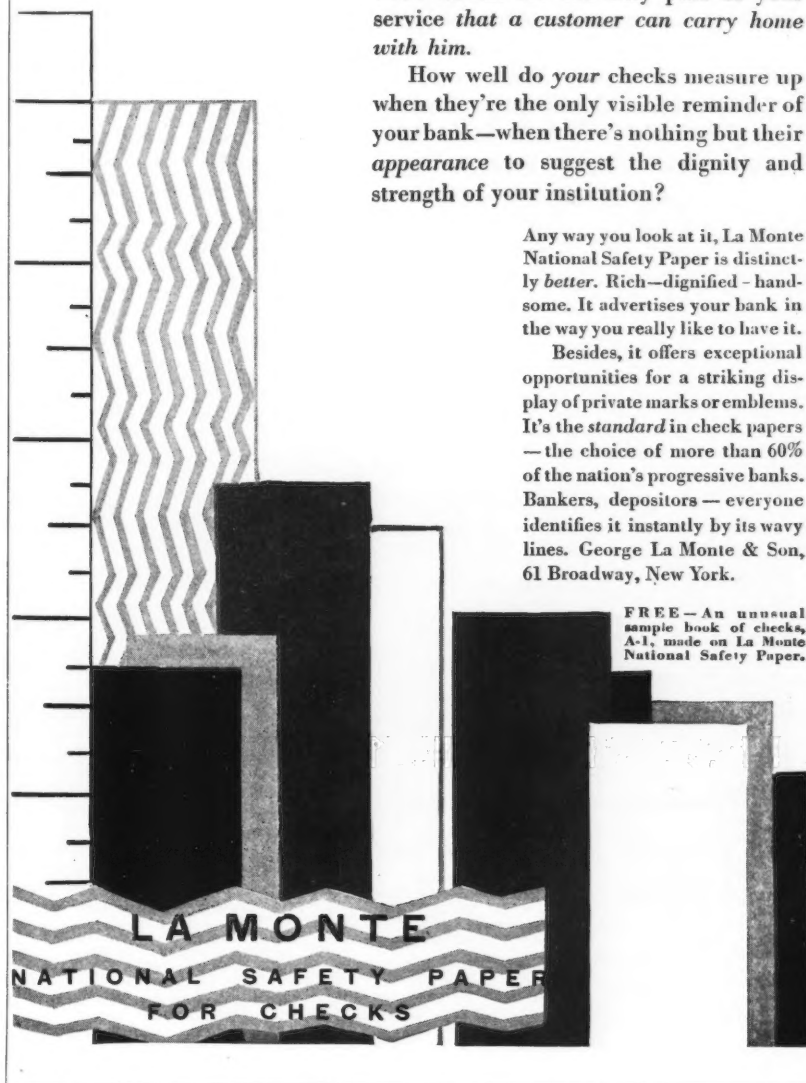 service that a customer can carry home
with him.
How well do your checks measure up
when they're the only visible reminder of
your bank—when there's nothing but their
appearance to suggest the dignity and
strength of your institution?
Any way you look at it, La Monte
National Safety Paper is distinct-
ly better. Rich—dignified - hand-
some. It advertises your bank in
the way you really like to have it.
Besides, it offers exceptional
opportunities for a striking dis-
play of private marks or emblems.
It's the standard in check papers
— the choice of more than 60%
of the nation's progressive banks.
Bankers, depositors — everyone
identifies it instantly by its wavy
lines. George La Monte & Son,
61 Broadway, New York.
FREE — An unusual
sample book of checks,
A-1, made on La Monte
National Safety Paper.
LA MONTE
NATIONAL SAFETY PAPER
FOR CHECKS